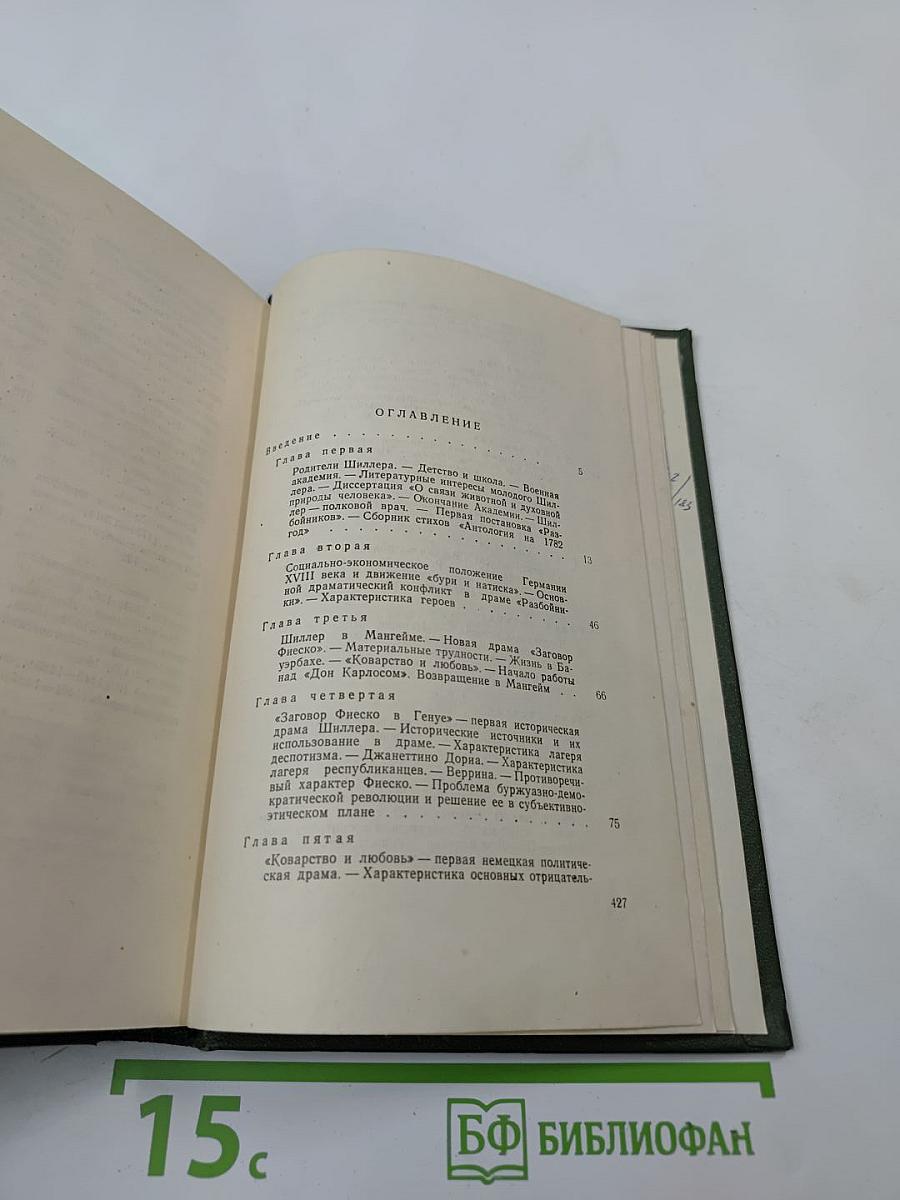 ОГЛАВЛЕНИЕ
Введение . . . . . . . . . . . . . . . 5
Глава первая
Родители Шиллера. — Детство и школа. — Военная
академия. — Литературные интересы молодого Шил-
лера. — Диссертация «О связи животной и духовной
природы человека». — Окончание Академии. — Шил-
лер — полковой врач. — Первая постановка «Раз-
бойников». — Сборник стихов «Антология на 1782
год» . . . . . . . . . . . . . . . 13
Глава вторая
Социально-экономическое положение Германии
XVIII века и движение «бури и натиска». — Основ-
ной драматический конфликт в драме «Разбойни-
ки». — Характеристика героев . . . . . . . . 46
Глава третья
Шиллер в Мангейме. — Новая драма «Заговор
Фиеско». — Материальные трудности. — Жизнь в Ба-
уэрбахе. — «Коварство и любовь». — Начало работы
над «Дон Карлосом». Возвращение в Мангейм . . 66
Глава четвертая
«Заговор Фиеско в Генуе» — первая историческая
драма Шиллера. — Исторические источники и их
использование в драме. — Характеристика лагеря
деспотизма. — Джанеттино Дориа. — Характеристика
лагеря республиканцев. — Веррина. — Противоречи-
вый характер Фиеско. — Проблема буржуазно-демо-
кратической революции и решение ее в субъективно-
этическом плане . . . . . . . . . . . . 75
Глава пятая
«Коварство и любовь» — первая немецкая политиче-
ская драма. — Характеристика основных отрицатель-
427
15 с
БФ БИБЛИОФАН